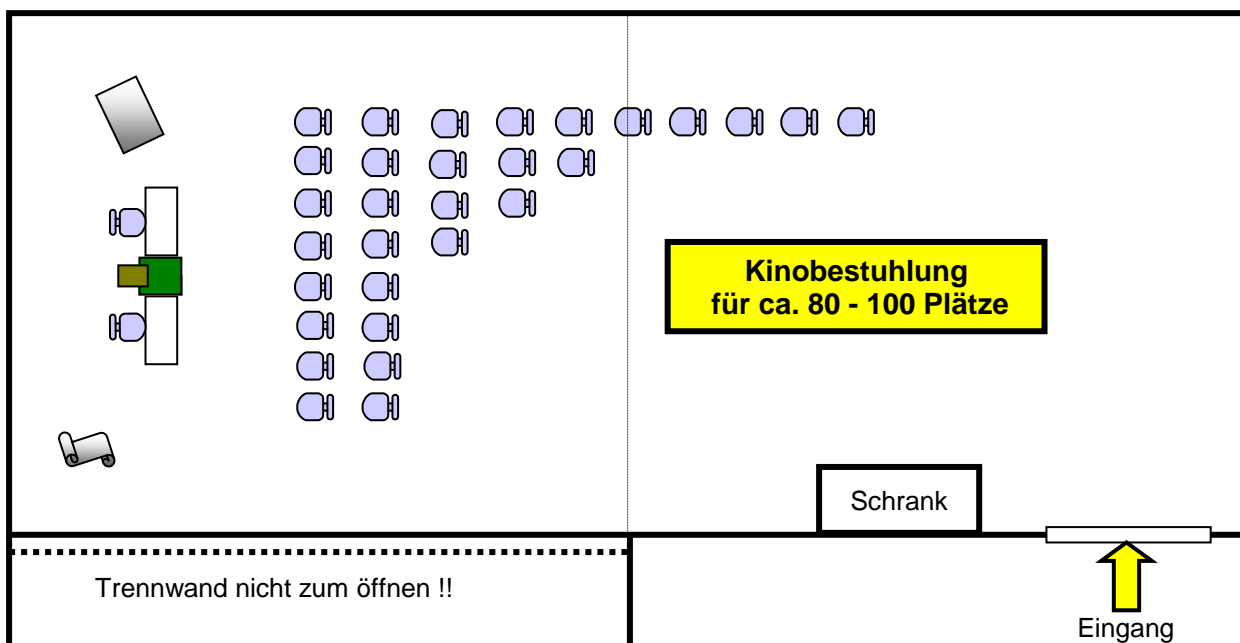 Kinobestuhlung
für ca. 80 - 100 Plätze
Schrank
Trennwand nicht zum öffnen !!
Eingang